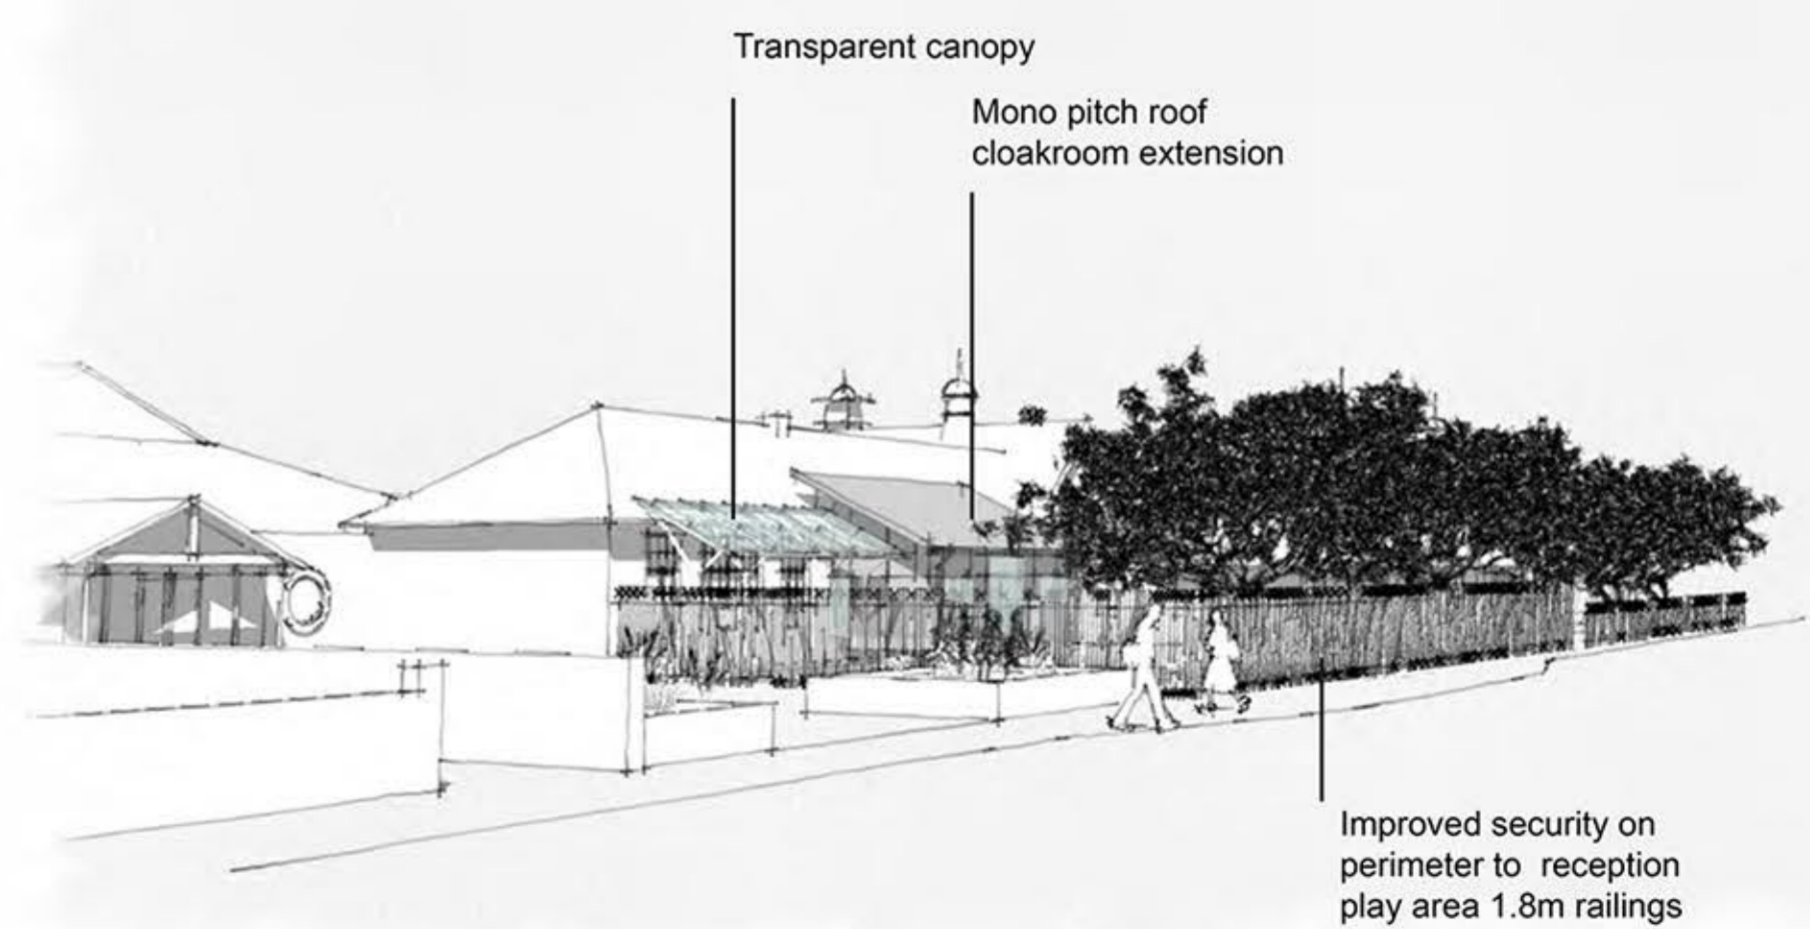 Transparent canopy
Mono pitch roof
cloakroom extension
Improved security on
perimeter to  reception
play area 1.8m railings